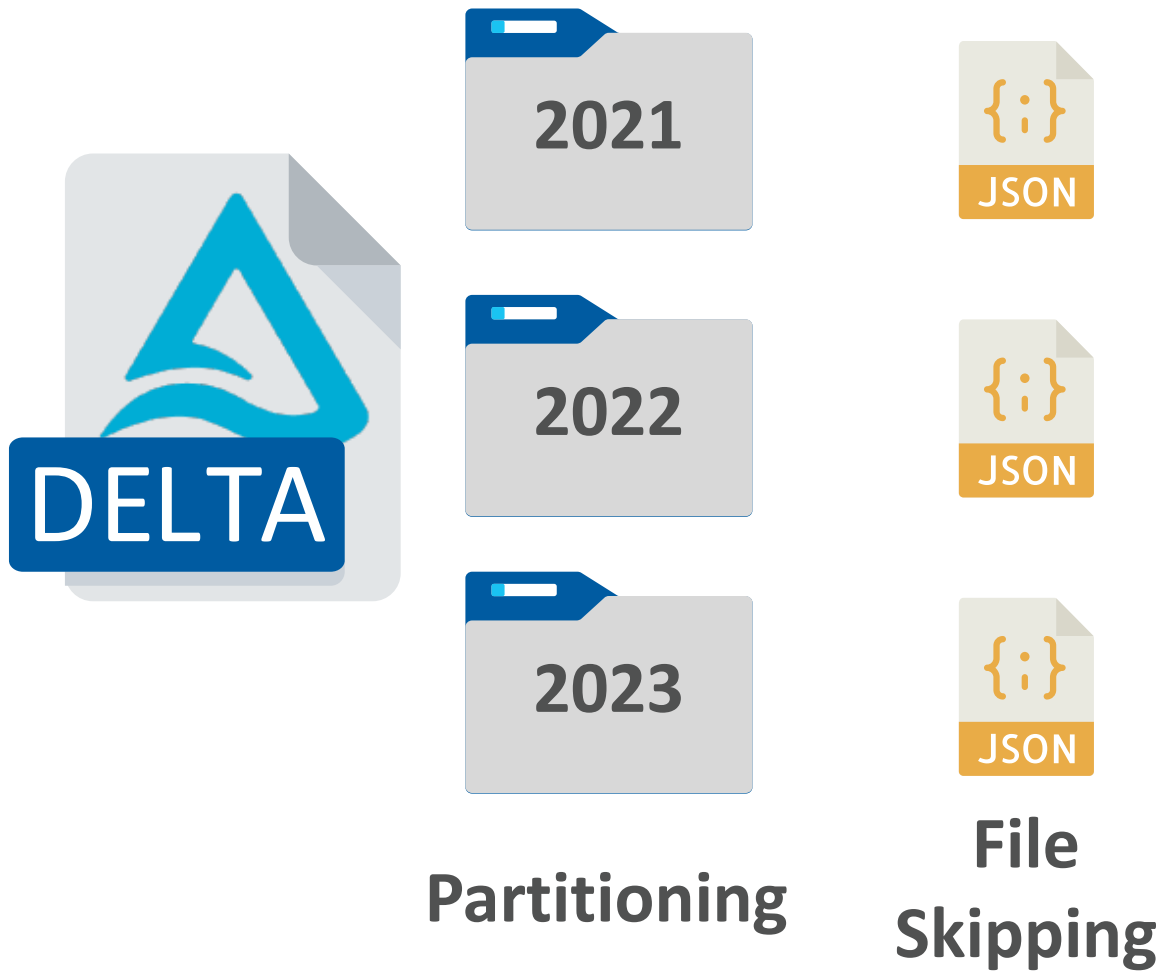 DELTA
2021
2022
2023
Partitioning
JSON
JSON
JSON
File
Skipping